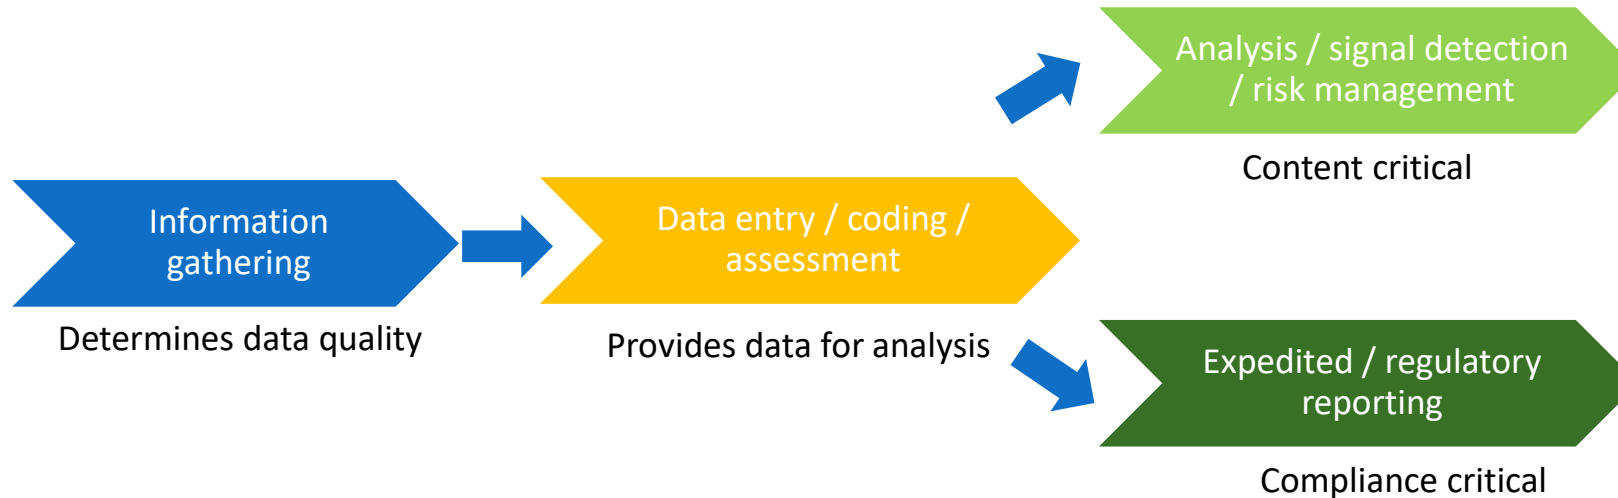 Information
gathering
Determines data quality
Data entry / coding /
assessment
Provides data for analysis
Analysis / signal detection
/ risk management
Content critical
Expedited / regulatory
reporting
Compliance critical